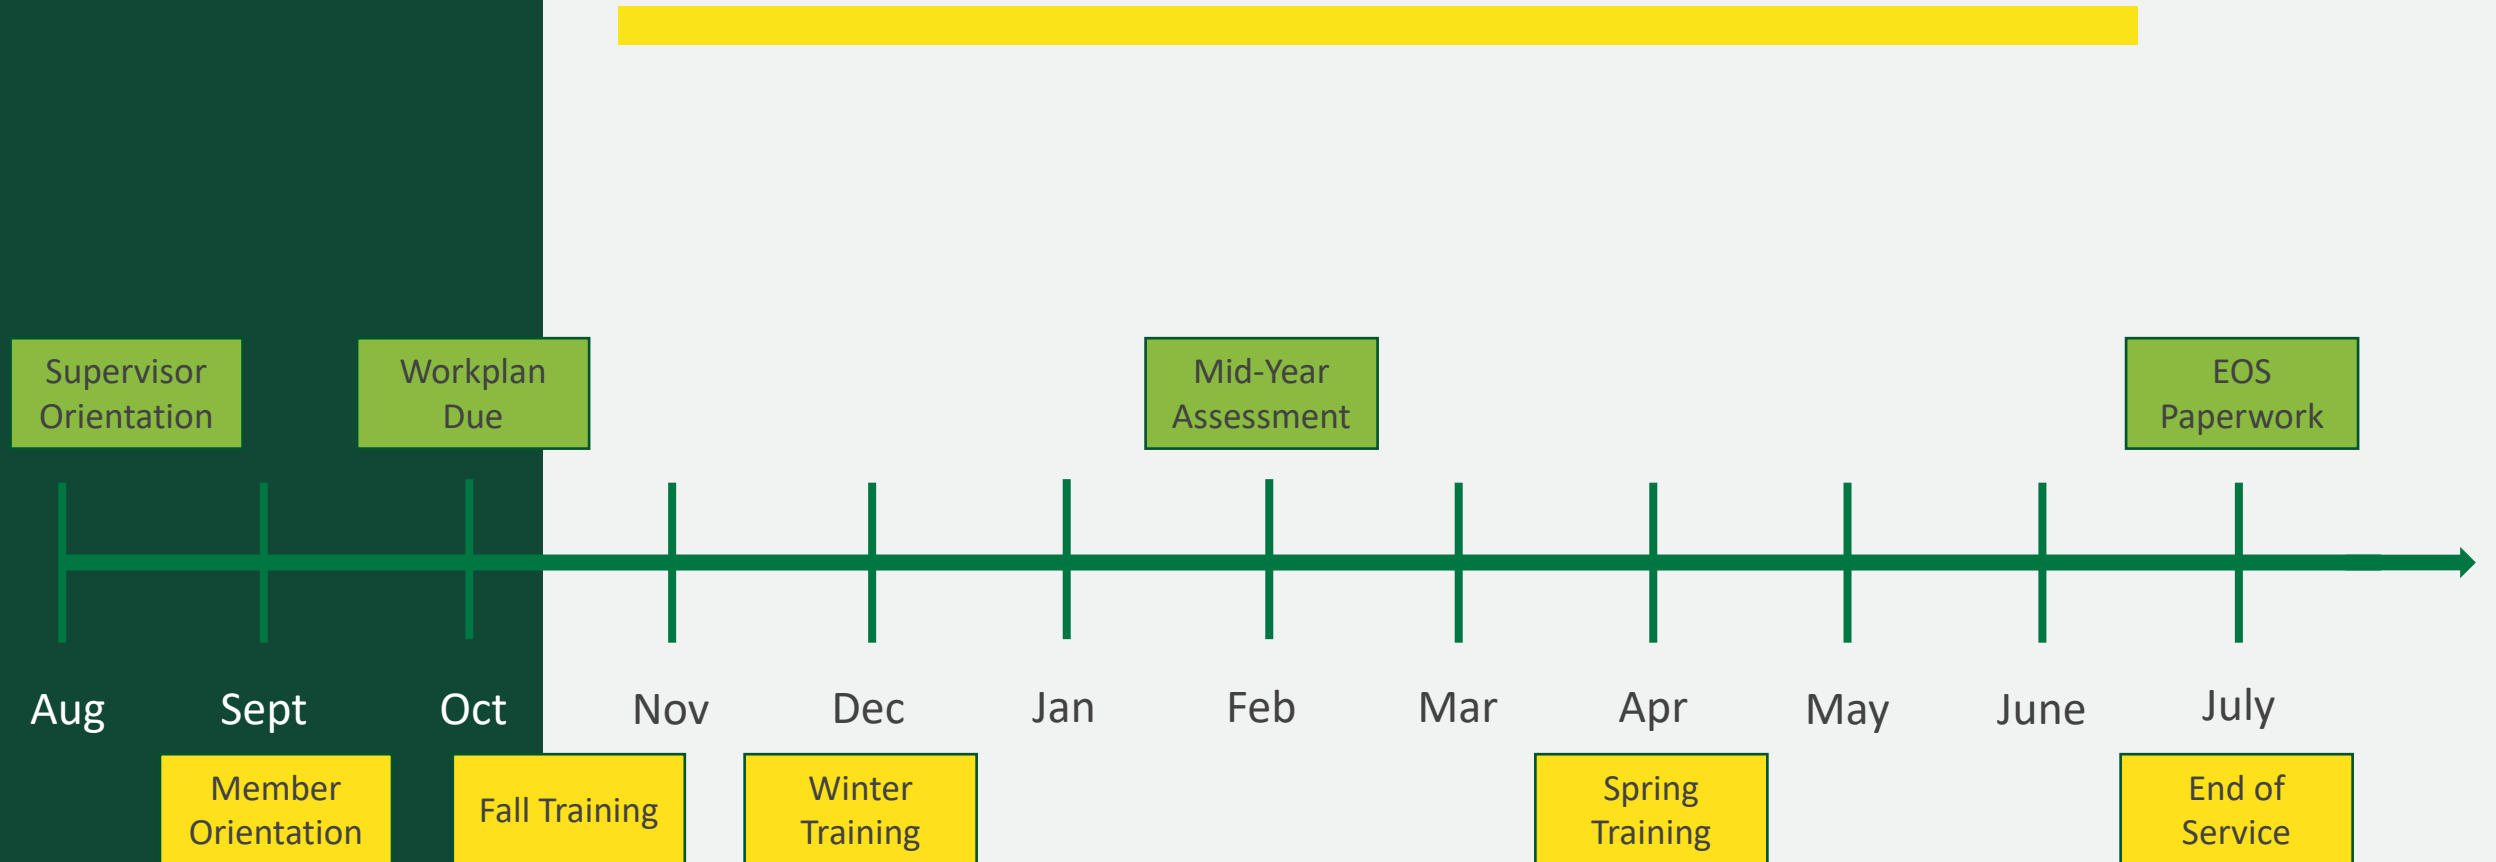 Supervisor
Orientation
Workplan
Due
Mid-Year
Assessment
EOS
Paperwork
Aug
Sept
Oct
Nov
Dec
Jan
Feb
Mar
Apr
May
June
July
Member
Orientation
Fall Training
Winter
Training
Spring
Training
End of
Service